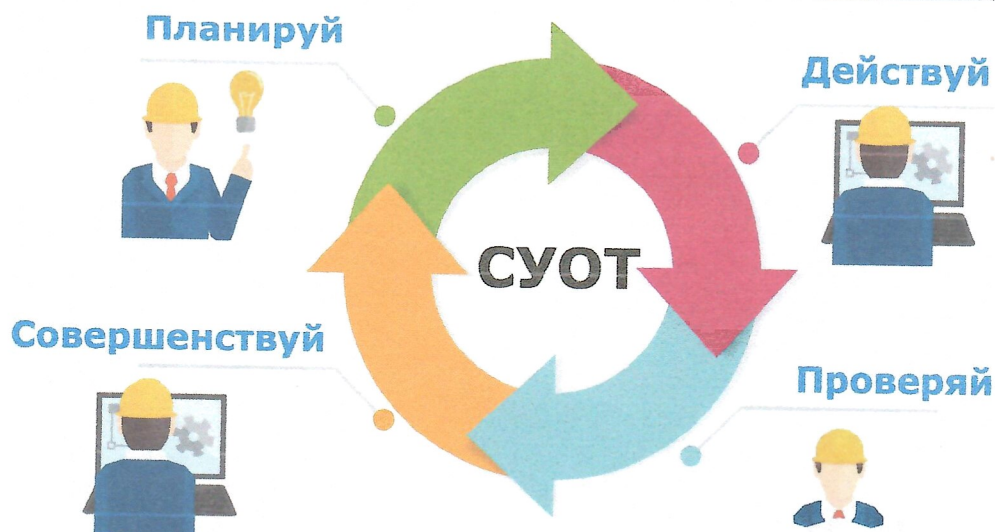 Планируй
Действуй
СУОТ
Совершенствуй
Проверяй